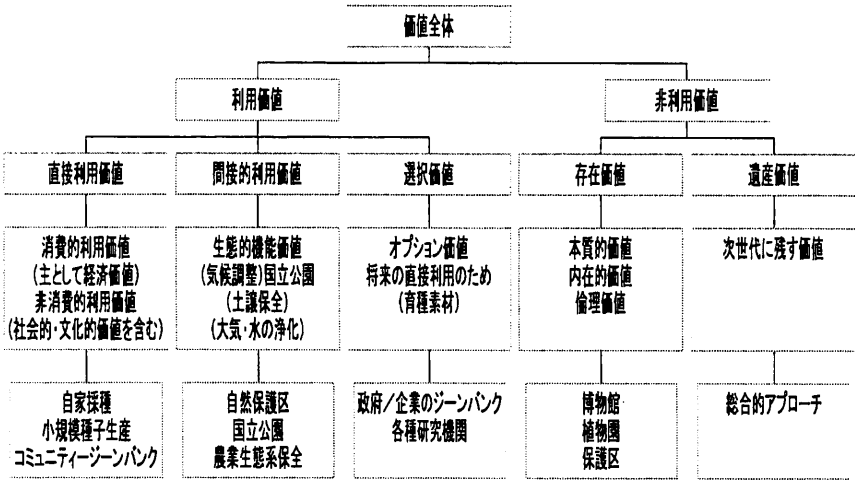 価値全体
利用価値
非利用価値
直接利用価値
間接的利用価値
選択価値
存在価値
遺産価値
消費的利用価値
(主として経済価値)
非消費的利用価値
(社会的・文化的価値を含む)
生態的機能価値
(気候調整)国立公園
(土壌保全)
(大気・水の浄化)
オプション価値
将来の直接利用のため
(育種素材)
本質的価値
内在的価値
倫理価値
次世代に残す価値
自家採種
小規模種子生産
コミュニティージーンバンク
自然保護区
国立公園
農業生態系保全
政府/企業のジーンバンク
各種研究機関
博物館
植物園
保護区
総合的アプローチ